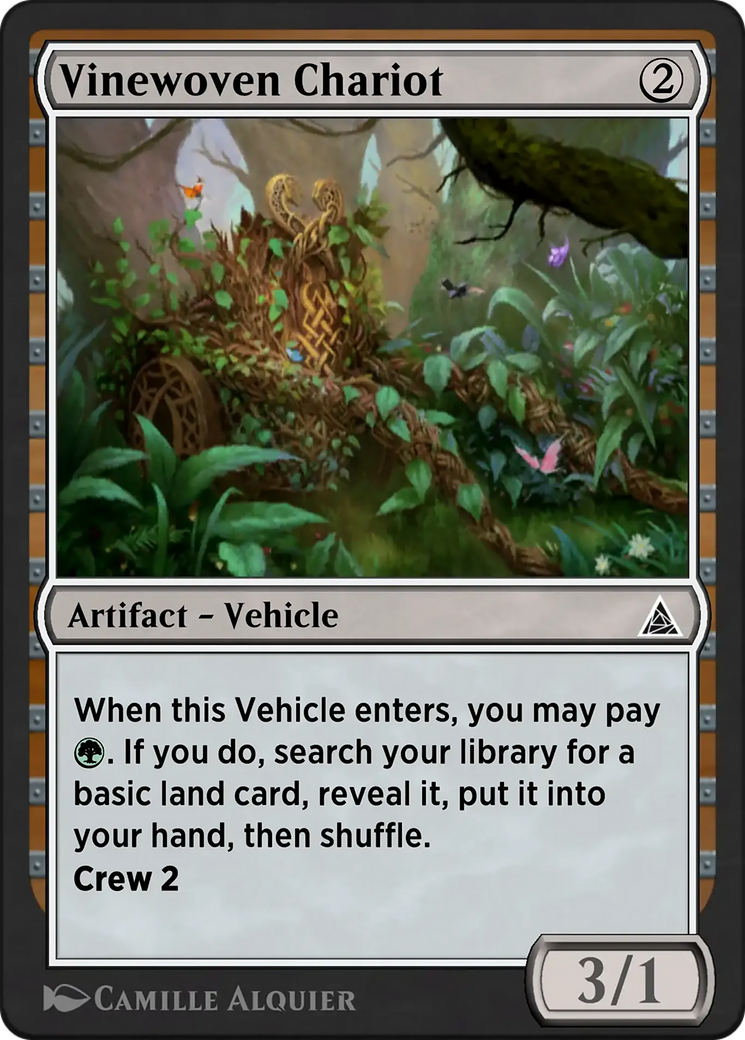 Vinewoven Chariot 2
Artifact – Vehicle
When this Vehicle enters, you may pay
. If you do, search your library for a
basic land card, reveal it, put it into
your hand, then shuffle.
Crew 2
3/1
Camille Alquier